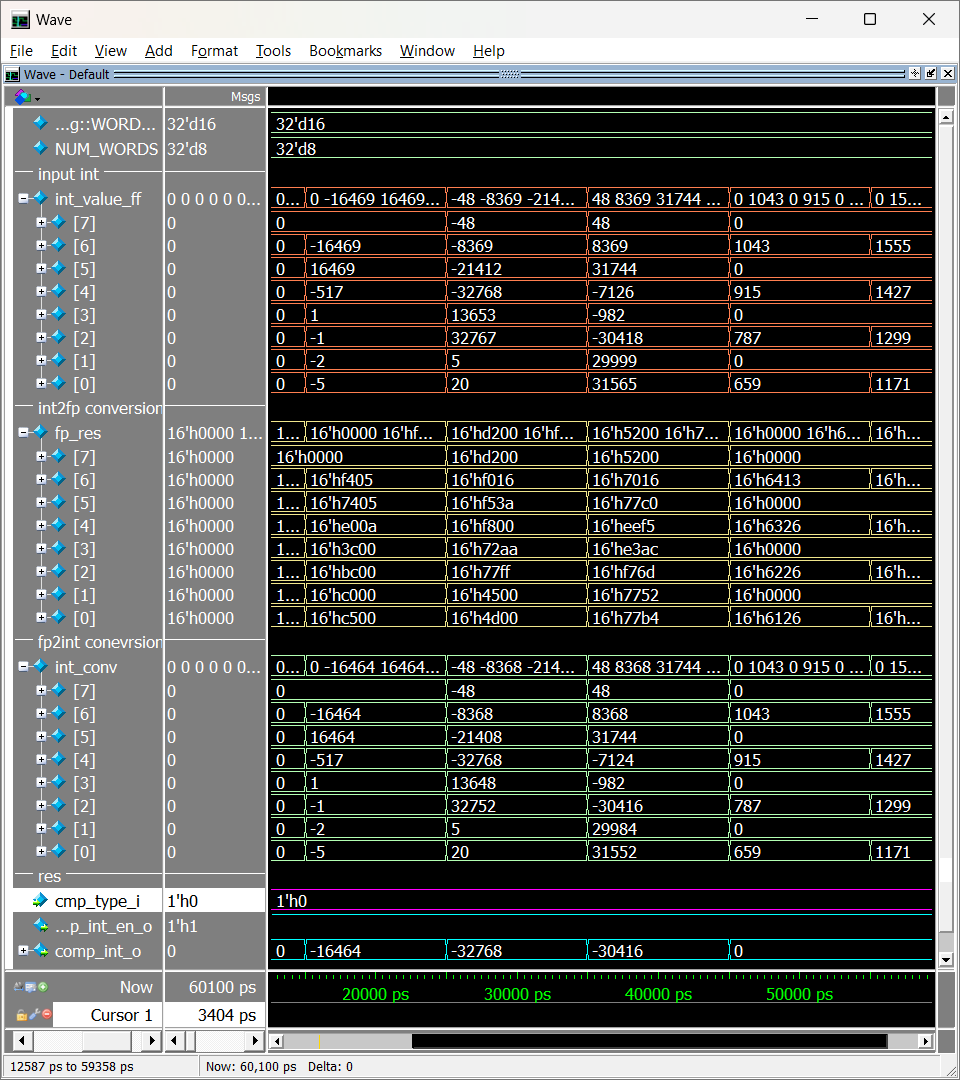 Wave
File Edit View Add Format Tools Bookmarks Window Help
Wave - Default
Msgs
...g::WORD... 32'd16 32'd16
NUM_WORDS 32'd8 32'd8
input int
int_value_ff 0 0 0 0 0 0... 0... 0 -16469 16469... -48 -8369 -214... 48 8369 31744 ... 0 1043 0 915 0 ... 0 15...
[7] 0 0 -48 48 0
[6] 0 0 -16469 -8369 8369 1043 1555
[5] 0 0 16469 -21412 31744 0
[4] 0 0 -517 -32768 -7126 915 1427
[3] 0 0 1 13653 -982 0
[2] 0 0 -1 32767 -30418 787 1299
[1] 0 0 -2 5 29999 0
[0] 0 0 -5 20 31565 659 1171
int2fp conversion
fp_res 16'h0000 1... 1... 16'h0000 16'hf... 16'hd200 16'hf... 16'h5200 16'h7... 16'h0000 16'h6... 16'h...
[7] 16'h0000 16'h0000 16'hd200 16'h5200 16'h0000
[6] 16'h0000 1... 16'hf405 16'hf016 16'h7016 16'h6413 16'h...
[5] 16'h0000 1... 16'h7405 16'hf53a 16'h77c0 16'h0000
[4] 16'h0000 1... 16'he00a 16'hf800 16'heef5 16'h6326 16'h...
[3] 16'h0000 1... 16'h3c00 16'h72aa 16'he3ac 16'h0000
[2] 16'h0000 1... 16'hbc00 16'h77ff 16'hf76d 16'h6226 16'h...
[1] 16'h0000 1... 16'hc000 16'h4500 16'h7752 16'h0000
[0] 16'h0000 1... 16'hc500 16'h4d00 16'h77b4 16'h6126 16'h...
fp2int conevrsion
int_conv 0 0 0 0 0 0... 0... 0 -16464 16464... -48 -8368 -214... 48 8368 31744 ... 0 1043 0 915 0 ... 0 15...
[7] 0 0 -48 48 0
[6] 0 0 -16464 -8368 8368 1043 1555
[5] 0 0 16464 -21408 31744 0
[4] 0 0 -517 -32768 -7124 915 1427
[3] 0 0 1 13648 -982 0
[2] 0 0 -1 32752 -30416 787 1299
[1] 0 0 -2 5 29984 0
[0] 0 0 -5 20 31552 659 1171
res
cmp_type_i 1'h0 1'h0
...p_int_en_o 1'h1
comp_int_o 0 0 -16464 -32768 -30416 0
Now 60100 ps 20000 ps 30000 ps 40000 ps 50000 ps
Cursor 1 3404 ps
12587 ps to 59358 ps Now: 60,100 ps Delta: 0